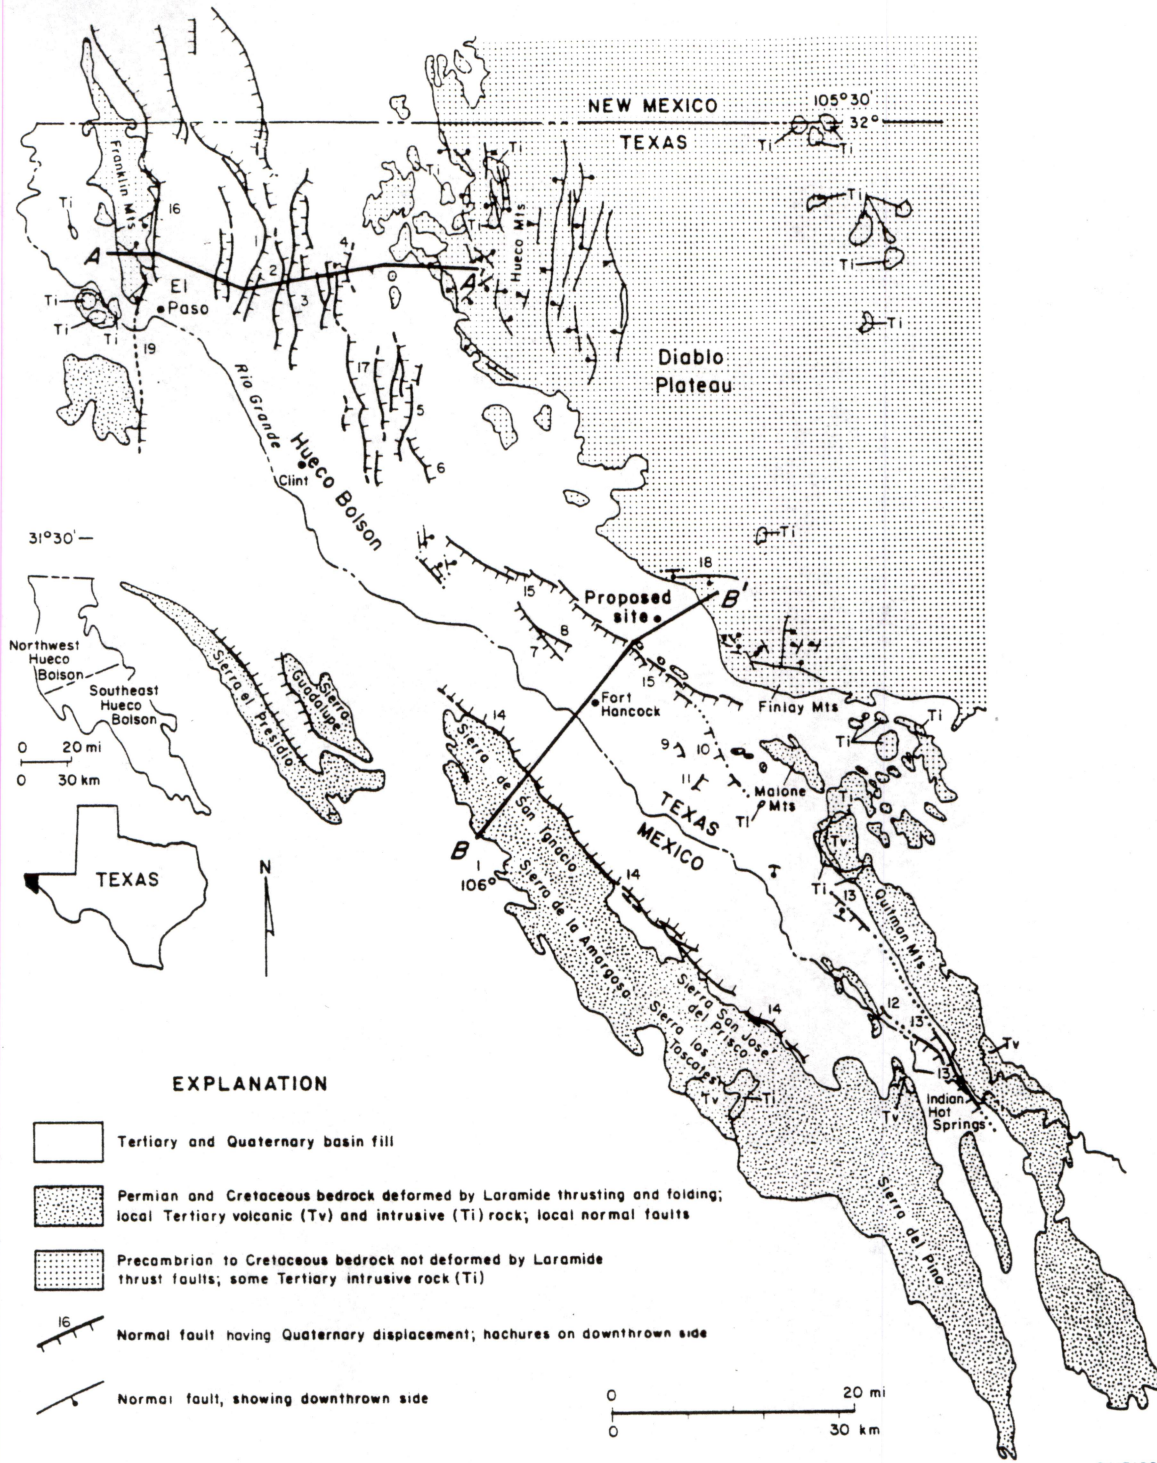 NEW MEXICO
TEXAS
105°30'
32°
Ti
Ti
Ti
Ti
Ti
Ti
Ti
Ti
Ti
Ti
Ti
Ti
Franklin Mts
Hueco Mts
16
1
2
3
4
A
A'
El
Paso
19
17
5
6
Diablo
Plateau
Rio Grande
Hueco Bolson
Clint
31°30'
Ti
18
B'
15
Proposed
site
8
7
15
Finlay Mts
Fort
Hancock
Northwest
Hueco
Bolson
Southeast
Hueco
Bolson
0 20 mi
0 30 km
Sierra el Presidio
Sierra
Guadalupe
14
9
10
11
Malone
Mts
Ti
Ti
Ti
Ti
Tv
Ti
TEXAS
MEXICO
TEXAS
N
B
106°
Sierra de San Ignacio
Sierra de la Amargosa
14
13
Quitman Mts
12
13
13
Sierra San Jose
del Prisco
14
Sierra los
Toscates
Tv
Ti
Tv
Tv
Indian
Hot
Springs
Sierra del Pino
EXPLANATION
Tertiary and Quaternary basin fill
Permian and Cretaceous bedrock deformed by Laramide thrusting and folding;
local Tertiary volcanic (Tv) and intrusive (Ti) rock; local normal faults
Precambrian to Cretaceous bedrock not deformed by Laramide
thrust faults; some Tertiary intrusive rock (Ti)
16
Normal fault having Quaternary displacement; hachures on downthrown side
Normal fault, showing downthrown side
0 20 mi
0 30 km